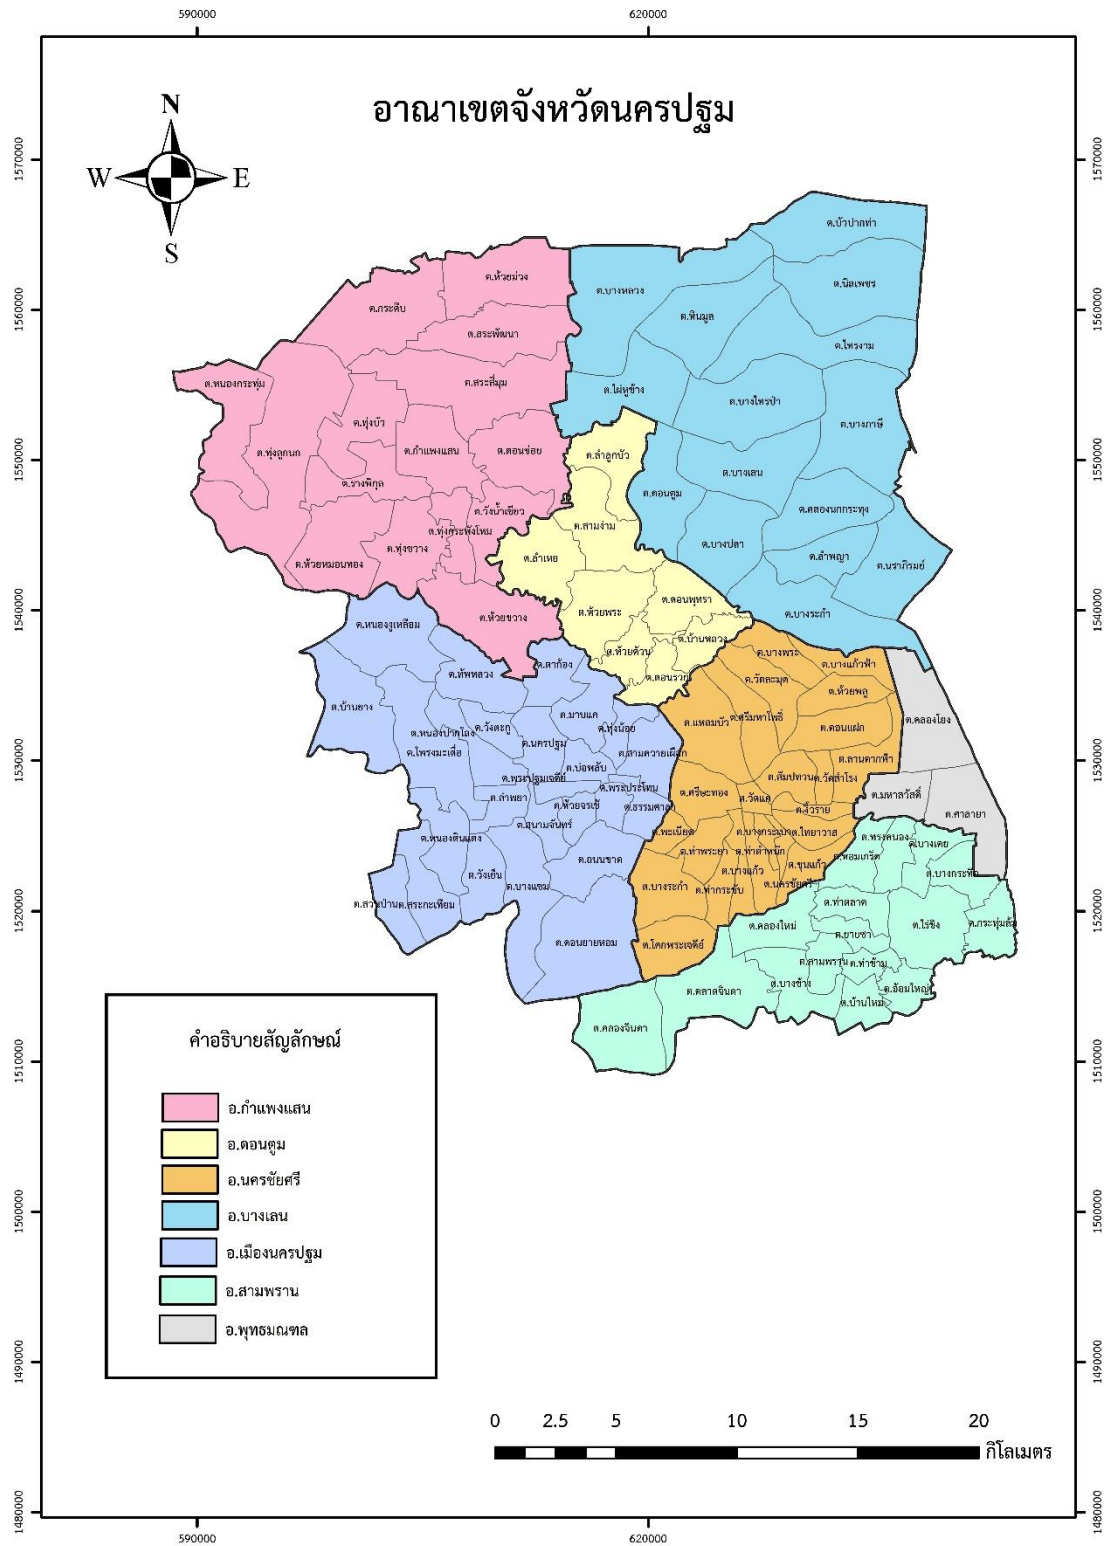 590000
620000
อาณาเขตจังหวัดนครปฐม
N
W
E
S
1570000
1570000
ต.บัวปากท่า
ต.ห้วยม่วง
ต.บางหลวง
ต.นิลเพชร
ต.กระตีบ
ต.หินมูล
1560000
1560000
ต.สระพัฒนา
ต.ไทรงาม
ต.หนองกระทุ่ม
ต.สระสี่มุม
ต.ไผ่หูช้าง
ต.บางไทรป่า
ต.ทุ่งบัว
ต.บางภาษี
ต.ทุ่งลูกนก
ต.กำแพงแสน
ต.ดอนข่อย
ต.ลำลูกบัว
1550000
1550000
ต.รางพิกุล
ต.บางเลน
ต.ดอนตูม
ต.วังน้ำเขียว
ต.คลองนกกระทุง
ต.สามง่าม
ต.ทุ่งกระพังโหม
ต.ทุ่งขวาง
ต.บางปลา
ต.ลำเหย
ต.ลำพญา
ต.ห้วยหมอนทอง
ต.นราภิรมย์
ต.ดอนพุทรา
1540000
1540000
ต.ห้วยพระ
ต.บางระกำ
ต.ห้วยขวาง
ต.หนองงูเหลือม
ต.บ้านหลวง
ต.ห้วยด้วน
ต.บางพระ
ต.ตาก้อง
ต.บางแก้วฟ้า
ต.ทัพหลวง
ต.ดอนรวก
ต.วัดละมุด
ต.ห้วยพลู
ต.บ้านยาง
ต.มาบแค
ต.แหลมบัว
ต.ศรีมหาโพธิ์
ต.คลองโยง
ต.วังตะกู
ต.ทุ่งน้อย
ต.ดอนแฝก
ต.หนองปากโลง
ต.นครปฐม
ต.โพรงมะเดื่อ
ต.สามควายเผือก
ต.ลานตากฟ้า
1530000
1530000
ต.บ่อพลับ
ต.พระปฐมเจดีย์
ต.สัมปทวน
ต.วัดสำโรง
ต.พระประโทน
ต.ศรีษะทอง
ต.มหาสวัสดิ์
ต.ลำพยา
ต.วัดแค
ต.ห้วยจรเข้
ต.ธรรมศาลา
ต.งิ้วราย
ต.ศาลายา
ต.สนามจันทร์
ต.พะเนียด
ต.บางกระเบา
ต.ไทยาวาส
ต.หนองดินแดง
ต.ทรงคนอง
ต.บางเตย
ต.ท่าพระยา
ต.ท่าตำหนัก
ต.หอมเกร็ด
ต.ถนนขาด
ต.ขุนแก้ว
ต.วังเย็น
ต.บางแก้ว
ต.บางกระทึก
ต.บางแขม
ต.บางระกำ
ต.ท่ากระชับ
ต.นครชัยศรี
ต.สวนป่าน
ต.สระกะเทียม
ต.ท่าตลาด
1520000
1520000
ต.คลองใหม่
ต.ไร่ขิง
ต.กระทุ่มล้ม
ต.ยายชา
ต.ดอนยายหอม
ต.โคกพระเจดีย์
ต.สามพราน
ต.ท่าข้าม
ต.บางช้าง
ต.ตลาดจินดา
ต.อ้อมใหญ่
ต.บ้านใหม่
ต.คลองจินดา
1510000
1510000
คำอธิบายสัญลักษณ์
อ.กำแพงแสน
อ.ดอนตูม
อ.นครชัยศรี
อ.บางเลน
อ.เมืองนครปฐม
อ.สามพราน
อ.พุทธมณฑล
1500000
1500000
1490000
1490000
0 2.5 5 10 15 20
กิโลเมตร
1480000
1480000
590000
620000